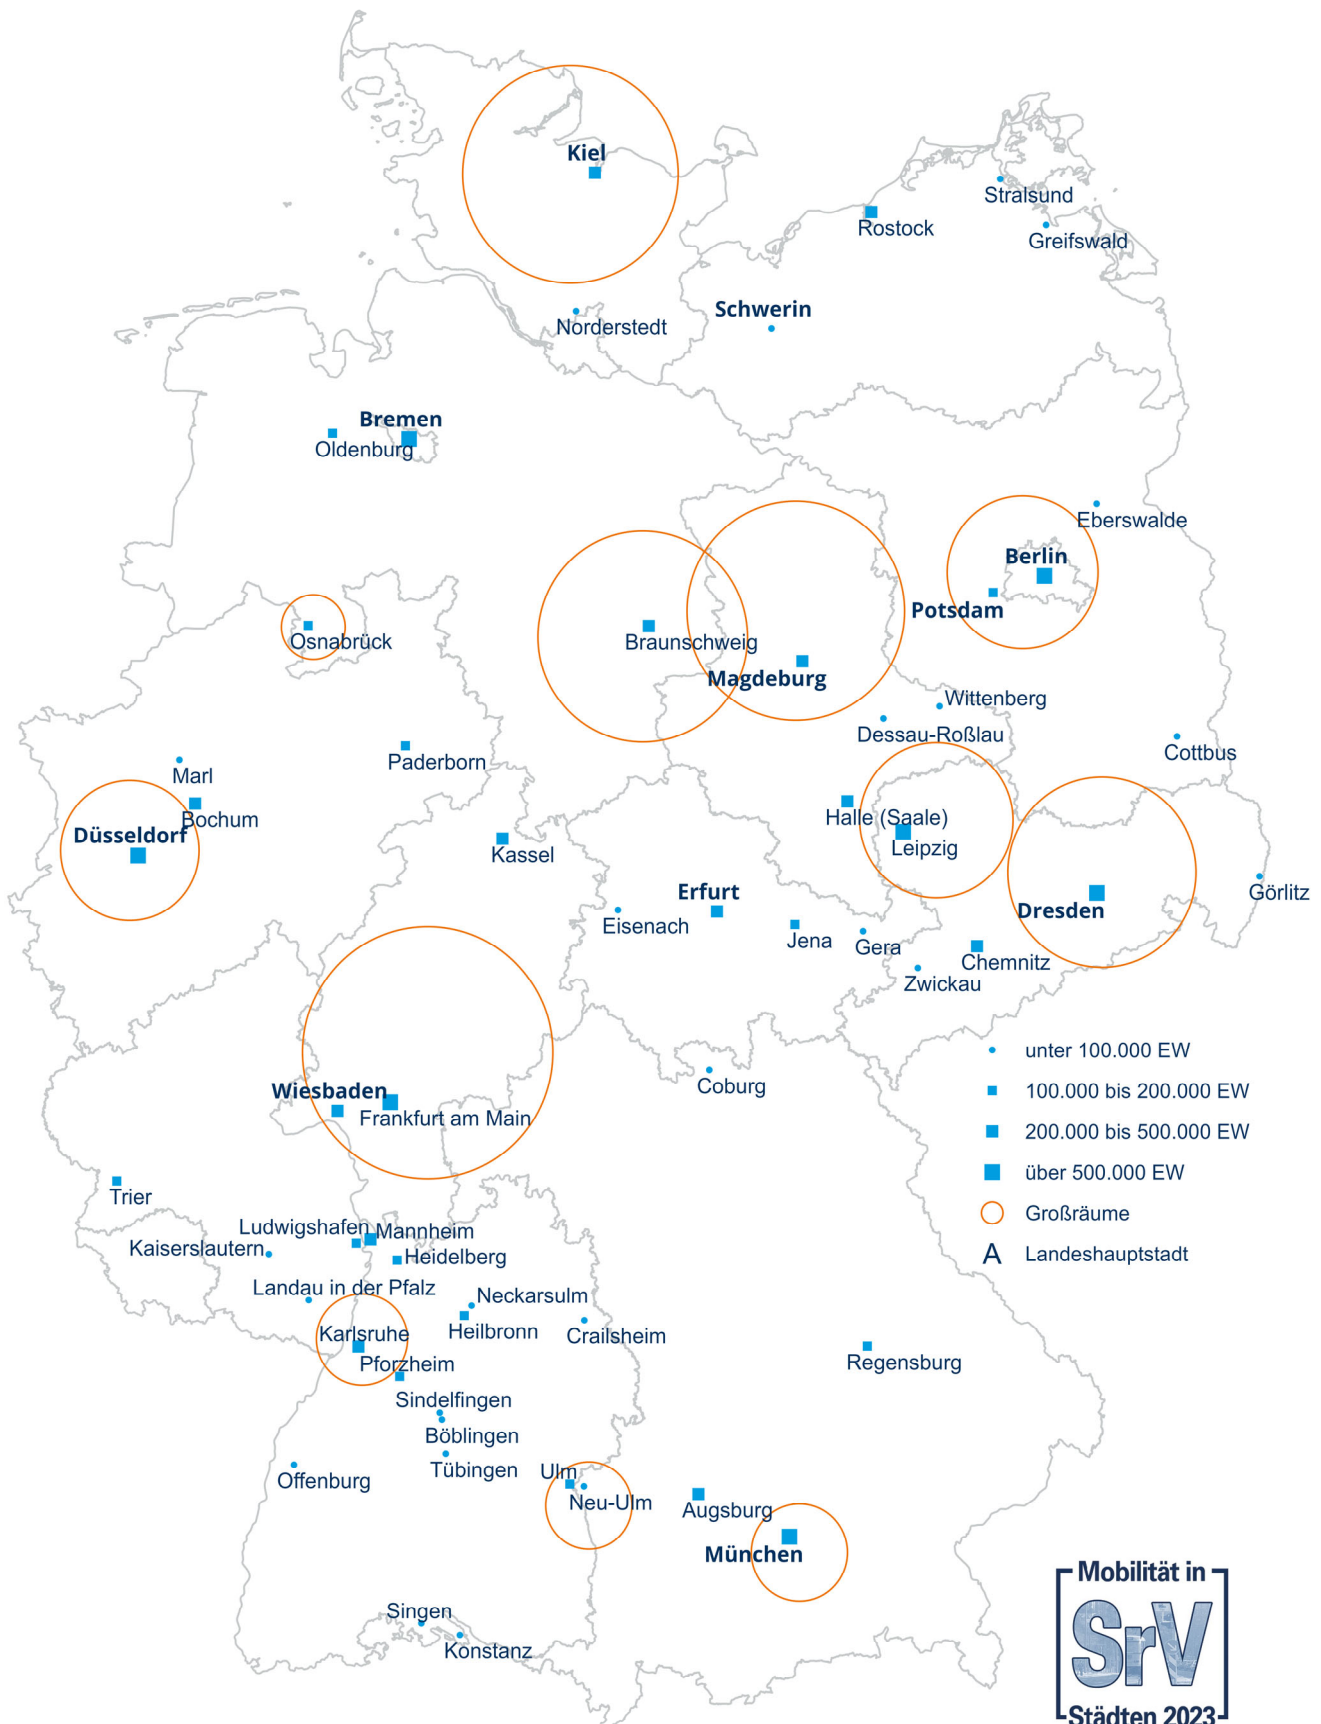 Kiel
Stralsund
Rostock
Greifswald
Schwerin
Norderstedt
Bremen
Oldenburg
Eberswalde
Berlin
Potsdam
Osnabrück
Braunschweig
Magdeburg
Wittenberg
Dessau-Roßlau
Cottbus
Paderborn
Marl
Bochum
Düsseldorf
Halle (Saale)
Leipzig
Kassel
Erfurt
Görlitz
Dresden
Eisenach
Jena
Gera
Chemnitz
Zwickau
Coburg
Wiesbaden
Frankfurt am Main
unter 100.000 EW
100.000 bis 200.000 EW
200.000 bis 500.000 EW
über 500.000 EW
Großräume
A Landeshauptstadt
Trier
Ludwigshafen
Mannheim
Kaiserslautern
Heidelberg
Landau in der Pfalz
Neckarsulm
Heilbronn
Crailsheim
Karlsruhe
Pforzheim
Regensburg
Sindelfingen
Böblingen
Tübingen
Offenburg
Ulm
Neu-Ulm
Augsburg
München
Singen
Konstanz
Mobilität in
SrV
Städten 2023